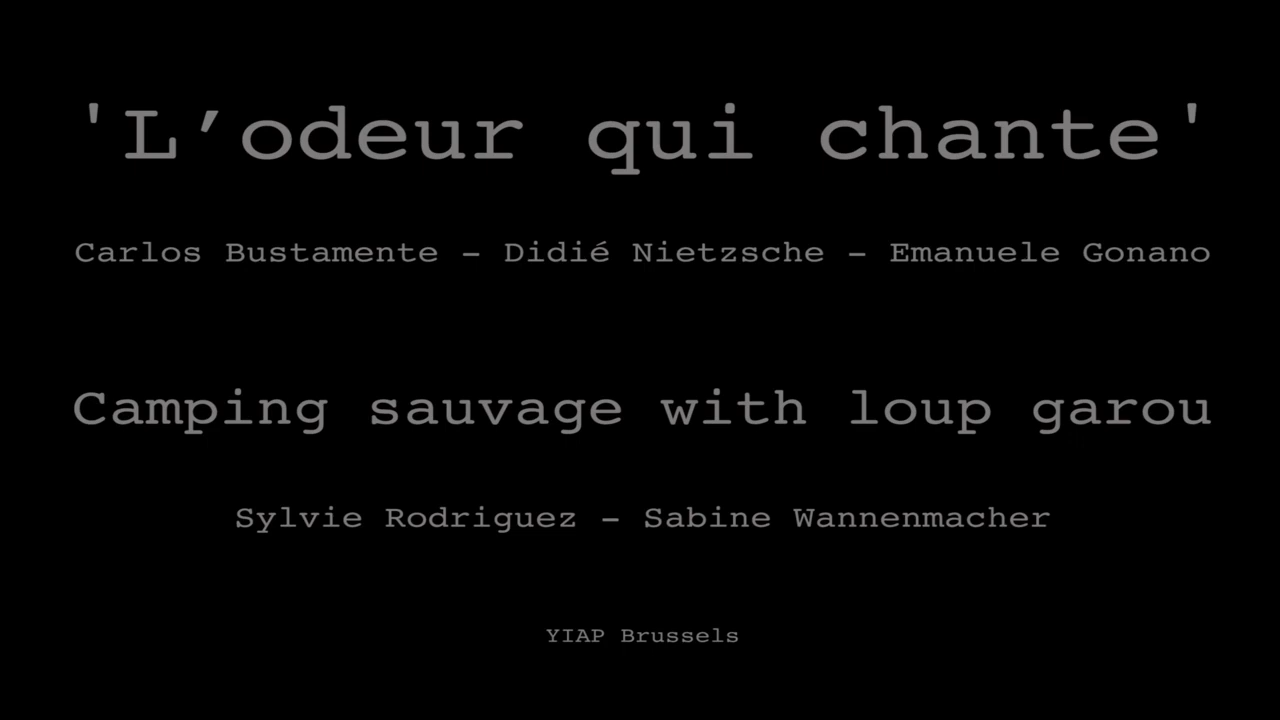 'L’odeur qui chante'
Carlos Bustamente – Didié Nietzsche – Emanuele Gonano
Camping sauvage with loup garou
Sylvie Rodriguez – Sabine Wannenmacher
YIAP Brussels